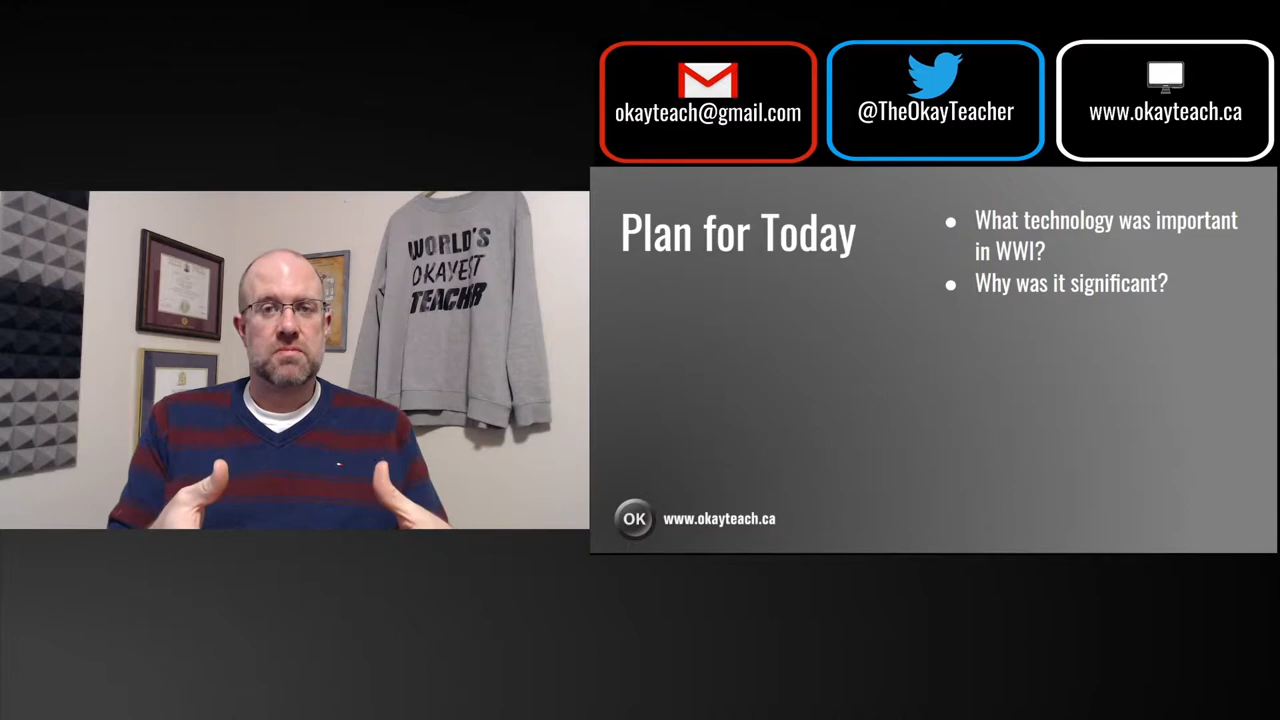 okayteach@gmail.com
@TheOkayTeacher
www.okayteach.ca
WORLD'S
OKAYEST
TEACHR
Plan for Today
● What technology was important
in WWI?
● Why was it significant?
OK www.okayteach.ca